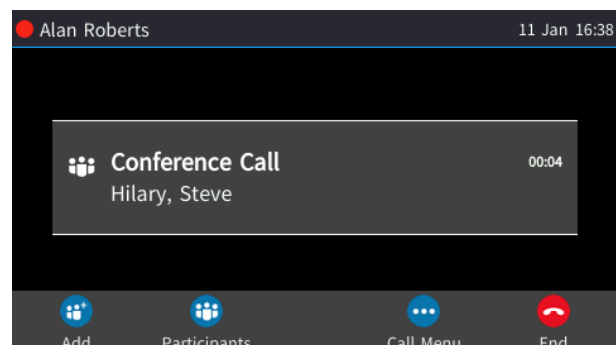 Alan Roberts 11 Jan 16:38
Conference Call 00:04
Hilary, Steve
Add Participants Call Menu End